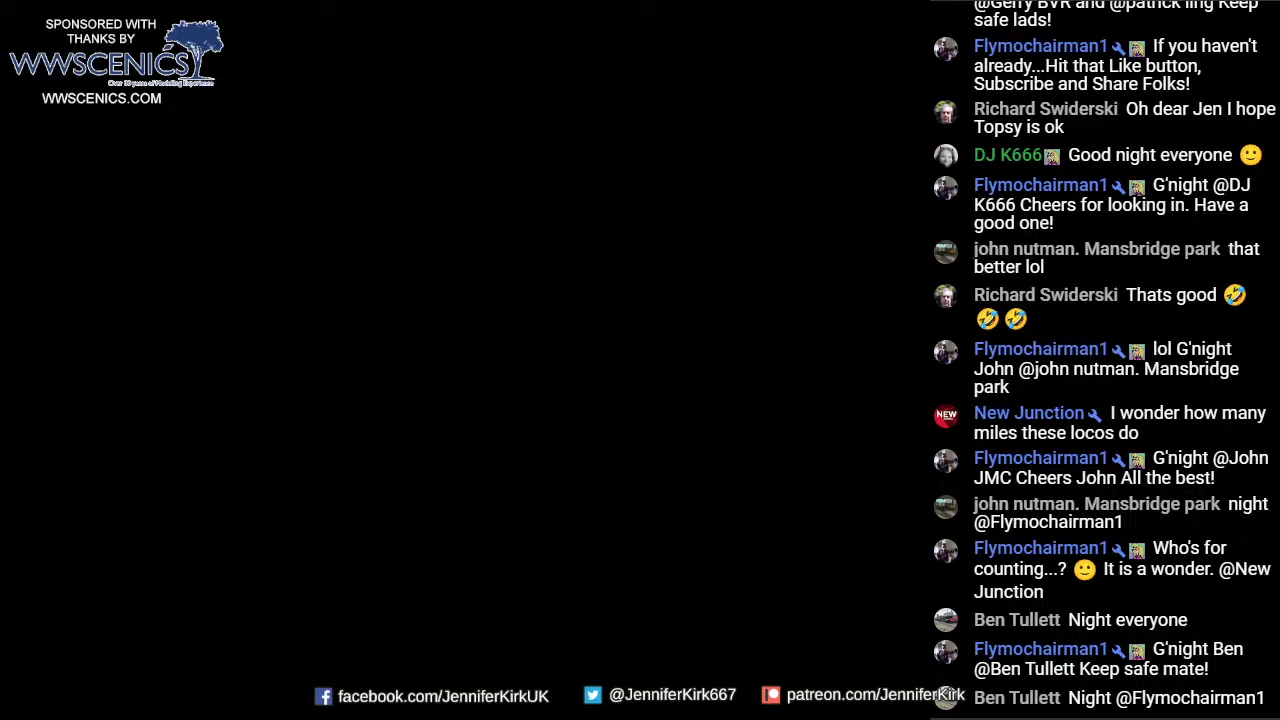 SPONSORED WITH
THANKS BY
WWSCENICS
Over 30 years of Modelling Experience
WWSCENICS.COM
@Gerry BVR and @patrick ling Keep
safe lads!
Flymochairman1 If you haven't
already...Hit that Like button,
Subscribe and Share Folks!
Richard Swiderski Oh dear Jen I hope
Topsy is ok
DJ K666 Good night everyone 🙂
Flymochairman1 G'night @DJ
K666 Cheers for looking in. Have a
good one!
john nutman. Mansbridge park that
better lol
Richard Swiderski Thats good 🤣
🤣🤣
Flymochairman1 lol G'night
John @john nutman. Mansbridge
park
NEW
New Junction I wonder how many
miles these locos do
Flymochairman1 G'night @John
JMC Cheers John All the best!
john nutman. Mansbridge park night
@Flymochairman1
Flymochairman1 Who's for
counting...? 🙂 It is a wonder. @New
Junction
Ben Tullett Night everyone
Flymochairman1 G'night Ben
@Ben Tullett Keep safe mate!
Ben Tullett Night @Flymochairman1
facebook.com/JenniferKirkUK
@JenniferKirk667
patreon.com/JenniferKirk